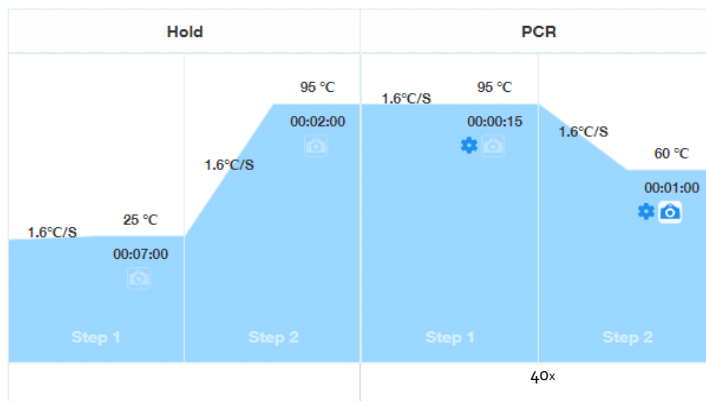 Hold
PCR
1.6°C/S
25 °C
00:07:00
Step 1
1.6°C/S
95 °C
00:02:00
Step 2
1.6°C/S
95 °C
00:00:15
Step 1
1.6°C/S
60 °C
00:01:00
Step 2
40x